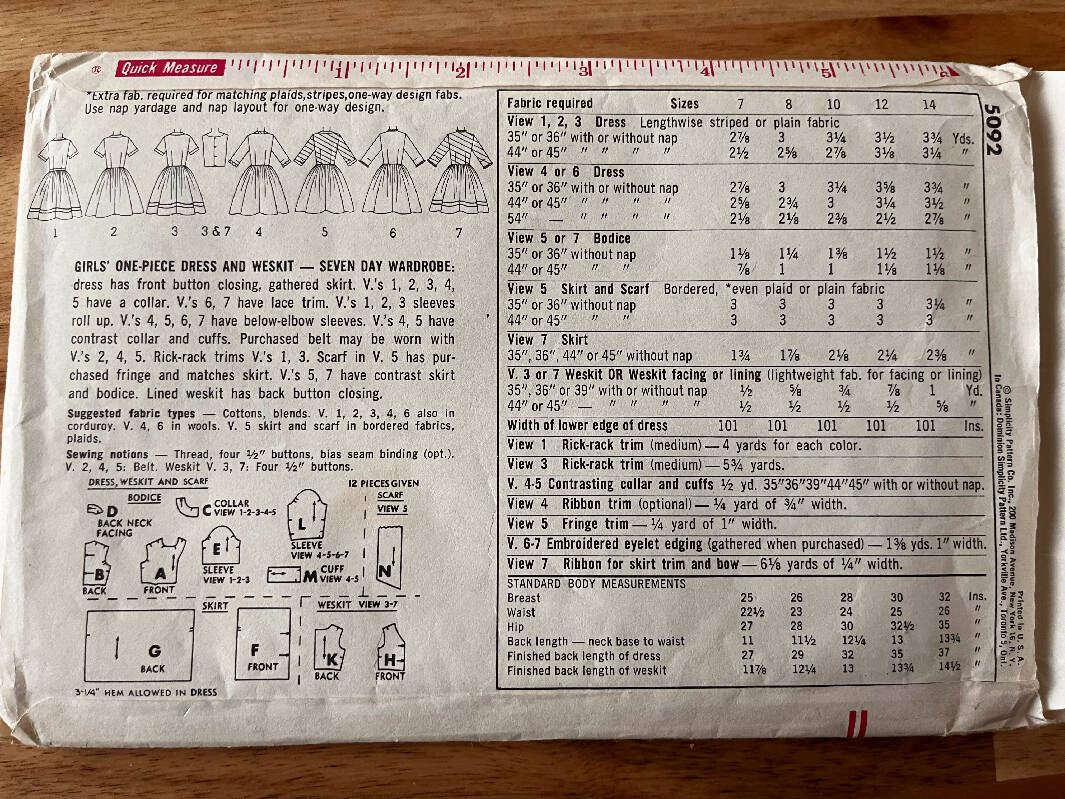 ® Quick Measure 1 2 3 4 5 6
*Extra fab. required for matching plaids, stripes, one-way design fabs.
Use nap yardage and nap layout for one-way design.
1 2 3 3 & 7 4 5 6 7
GIRLS' ONE-PIECE DRESS AND WESKIT — SEVEN DAY WARDROBE:
dress has front button closing, gathered skirt. V.'s 1, 2, 3, 4,
5 have a collar. V.'s 6, 7 have lace trim. V.'s 1, 2, 3 sleeves
roll up. V.'s 4, 5, 6, 7 have below-elbow sleeves. V.'s 4, 5 have
contrast collar and cuffs. Purchased belt may be worn with
V.'s 2, 4, 5. Rick-rack trims V.'s 1, 3. Scarf in V. 5 has pur-
chased fringe and matches skirt. V.'s 5, 7 have contrast skirt
and bodice. Lined weskit has back button closing.
Suggested fabric types — Cottons, blends. V. 1, 2, 3, 4, 6 also in
corduroy. V. 4, 6 in wools. V. 5 skirt and scarf in bordered fabrics,
plaids.
Sewing notions — Thread, four ½" buttons, bias seam binding (opt.).
V. 2, 4, 5: Belt. Weskit V. 3, 7: Four ½" buttons.
DRESS, WESKIT AND SCARF
12 PIECES GIVEN
BODICE
D
BACK NECK
FACING
C COLLAR
VIEW 1-2-3-4-5
L
SLEEVE
VIEW 4-5-6-7
SCARF
VIEW 5
N
B
BACK
A
FRONT
E
SLEEVE
VIEW 1-2-3
M CUFF
VIEW 4-5
SKIRT
G
BACK
F
FRONT
WESKIT VIEW 3-7
K
BACK
H
FRONT
3-1/4" HEM ALLOWED IN DRESS
Fabric required Sizes 7 8 10 12 14
View 1, 2, 3 Dress Lengthwise striped or plain fabric
35" or 36" with or without nap 2⅞ 3 3¼ 3½ 3¾ Yds.
44" or 45" " " " " 2½ 2⅝ 2⅞ 3⅛ 3¼ "
View 4 or 6 Dress
35" or 36" with or without nap 2⅞ 3 3¼ 3⅝ 3¾ "
44" or 45" " " " " 2⅝ 2¾ 3 3¼ 3½ "
54" — " " " " 2⅛ 2⅛ 2⅜ 2½ 2⅞ "
View 5 or 7 Bodice
35" or 36" without nap 1⅛ 1¼ 1⅜ 1½ 1½ "
44" or 45" " " ⅞ 1 1 1⅛ 1⅛ "
View 5 Skirt and Scarf Bordered, *even plaid or plain fabric
35" or 36" without nap 3 3 3 3 3¼ "
44" or 45" " " 3 3 3 3 3 "
View 7 Skirt
35", 36", 44" or 45" without nap 1¾ 1⅞ 2⅛ 2¼ 2⅜ "
V. 3 or 7 Weskit OR Weskit facing or lining (lightweight fab. for facing or lining)
35", 36" or 39" with or without nap ½ ⅝ ¾ ⅞ 1 Yd.
44" or 45" — " " " " ½ ½ ½ ½ ⅝ "
Width of lower edge of dress 101 101 101 101 101 Ins.
View 1 Rick-rack trim (medium) — 4 yards for each color.
View 3 Rick-rack trim (medium) — 5¾ yards.
V. 4-5 Contrasting collar and cuffs ½ yd. 35"36"39"44"45" with or without nap.
View 4 Ribbon trim (optional) — ¼ yard of ¾" width.
View 5 Fringe trim — ¼ yard of 1" width.
V. 6-7 Embroidered eyelet edging (gathered when purchased) — 1⅜ yds. 1" width.
View 7 Ribbon for skirt trim and bow — 6⅛ yards of ¼" width.
STANDARD BODY MEASUREMENTS
Breast 25 26 28 30 32 Ins.
Waist 22½ 23 24 25 26 "
Hip 27 28 30 32½ 35 "
Back length — neck base to waist 11 11½ 12¼ 13 13¾ "
Finished back length of dress 27 29 32 35 37 "
Finished back length of weskit 11⅞ 12¼ 13 13¾ 14½ "
5092
© Simplicity Pattern Co. Inc., 200 Madison Avenue, New York 16, N. Y.
In Canada: Dominion Simplicity Pattern Ltd., Yorkville Ave., Toronto 5, Ont.
Printed in U. S. A.